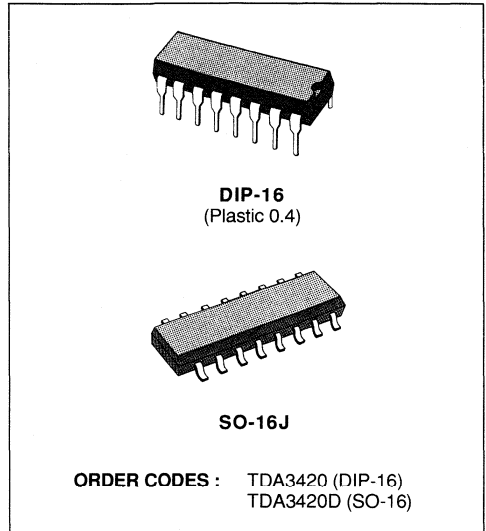 DIP-16
(Plastic 0.4)
SO-16J
ORDER CODES : TDA3420 (DIP-16)
TDA3420D (SO-16)